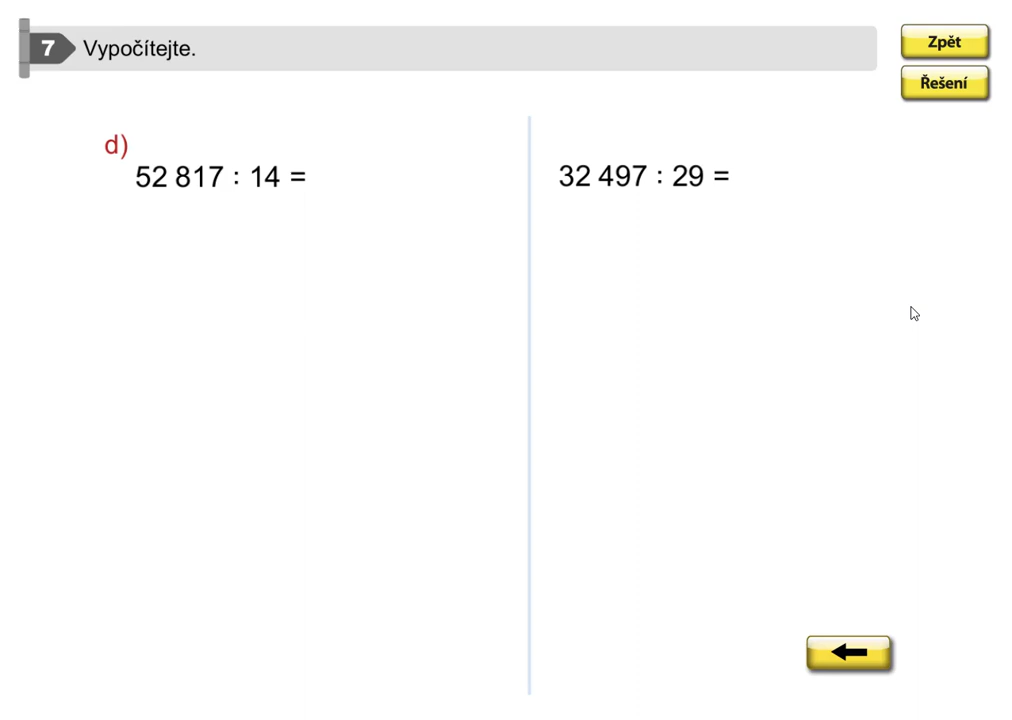 7 Vypočítejte.
Zpět
Řešení
d)
52 817 : 14 =
32 497 : 29 =